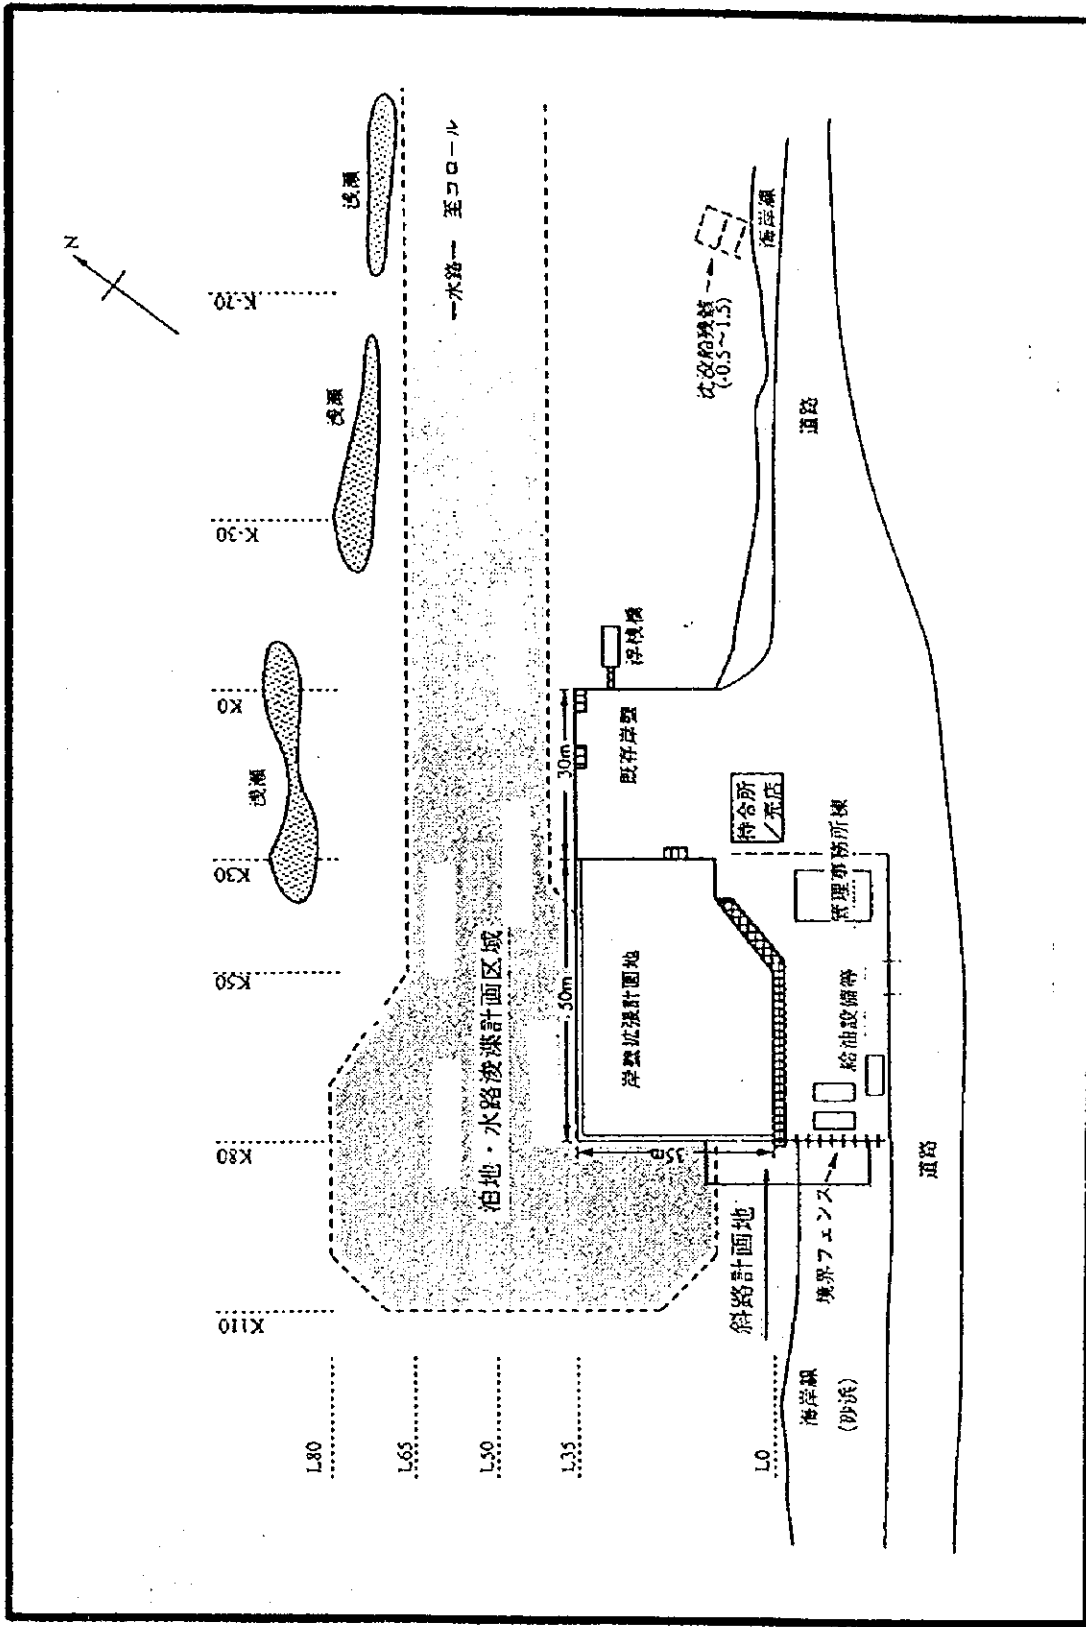 N
K-70
K-30
K0
K30
K50
K80
K110
浅瀬
浅瀬
浅瀬
ー水路ー 至コロール
泊地・水路浚渫計画区域
L80
L65
L50
L35
L0
30m
50m
35m
浮桟橋
既存岸壁
岸壁拡張計画地
待合所
／売店
管理事務所棟
給油設備等
斜路計画地
境界フェンス
海岸線
(砂浜)
沈没船残骸
(-0.5~1.5)
海岸線
道路
道路